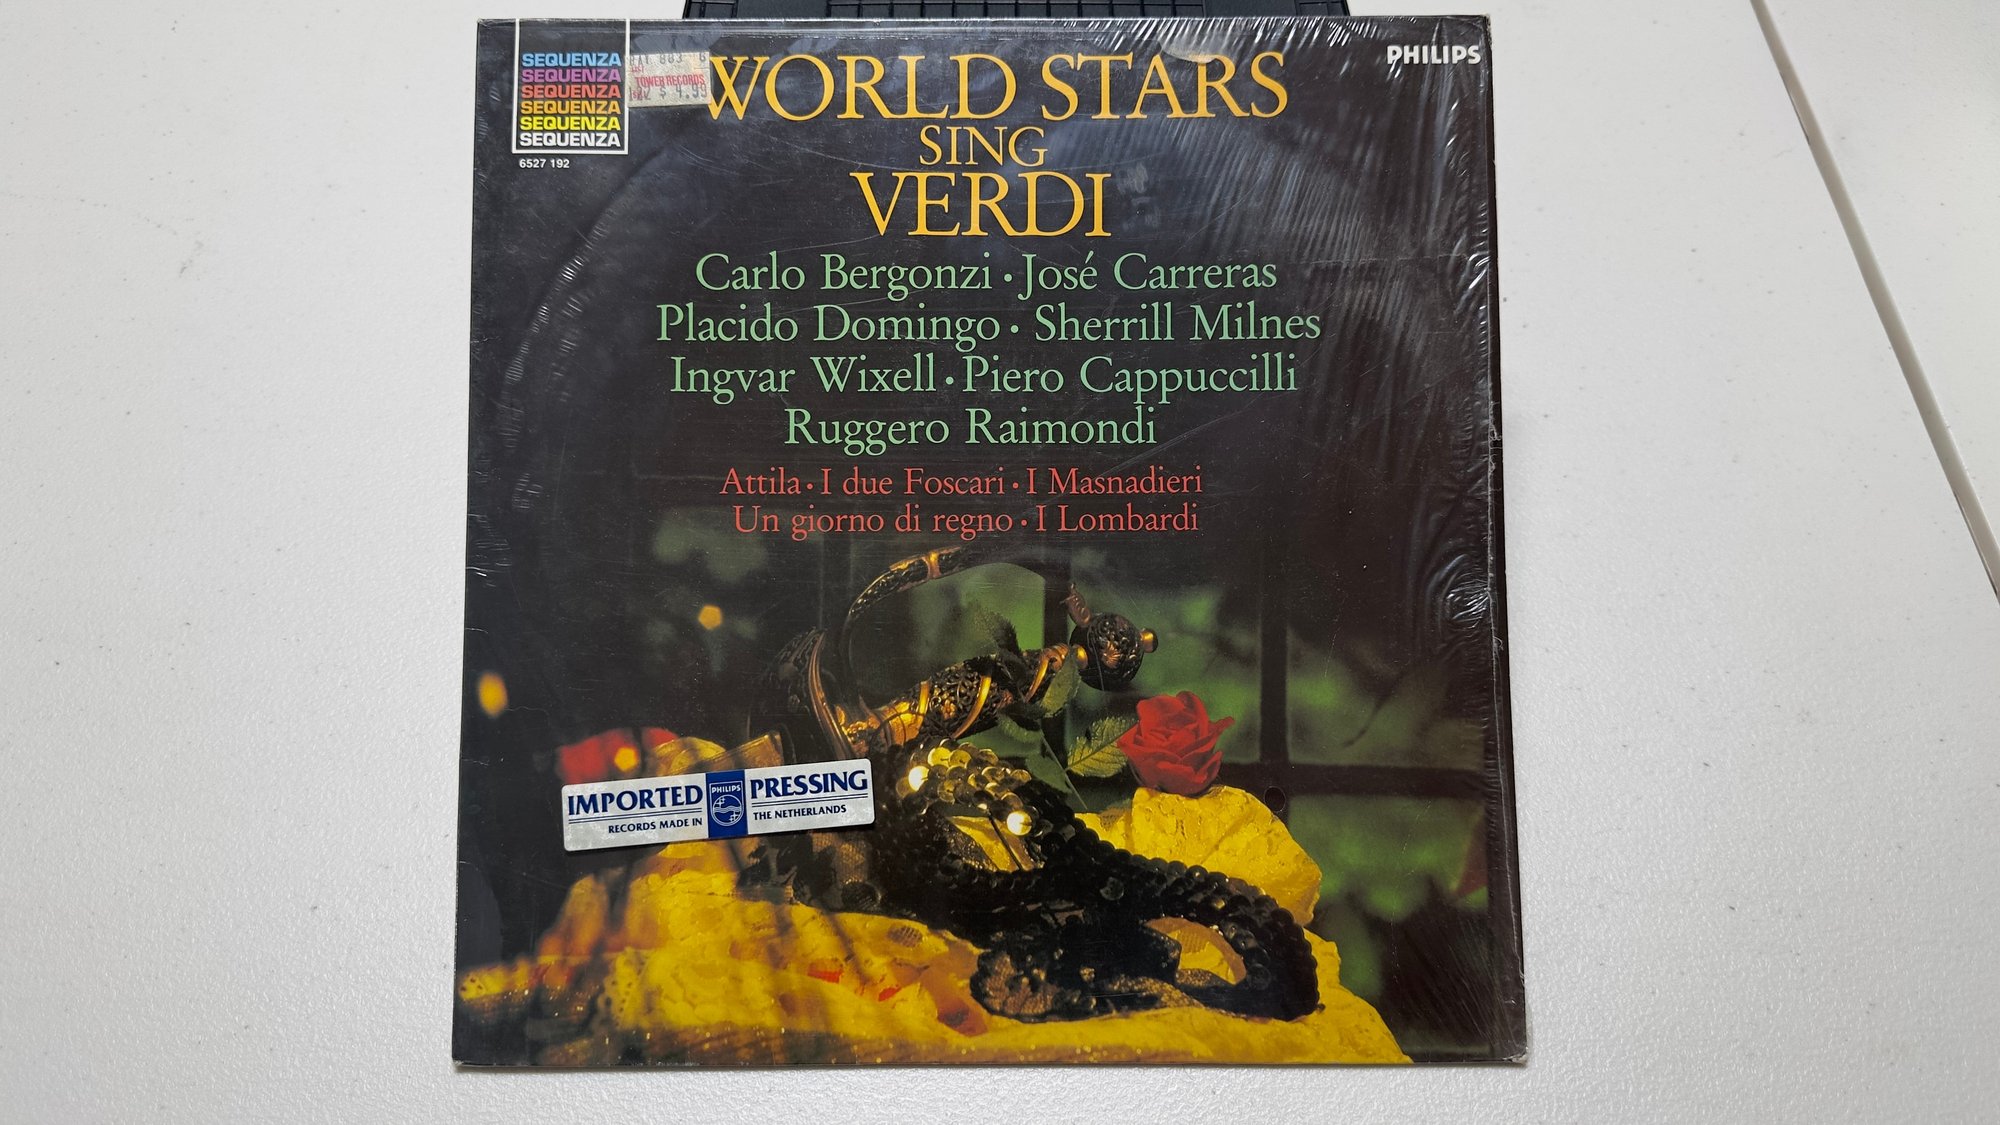 SEQUENZA
SEQUENZA
SEQUENZA
SEQUENZA
SEQUENZA
SEQUENZA
6527 192
TOWER RECORDS
$ 4.99
PHILIPS
WORLD STARS
SING
VERDI
Carlo Bergonzi · José Carreras
Placido Domingo · Sherrill Milnes
Ingvar Wixell · Piero Cappuccilli
Ruggero Raimondi
Attila · I due Foscari · I Masnadieri
Un giorno di regno · I Lombardi
IMPORTED PHILIPS PRESSING
RECORDS MADE IN THE NETHERLANDS